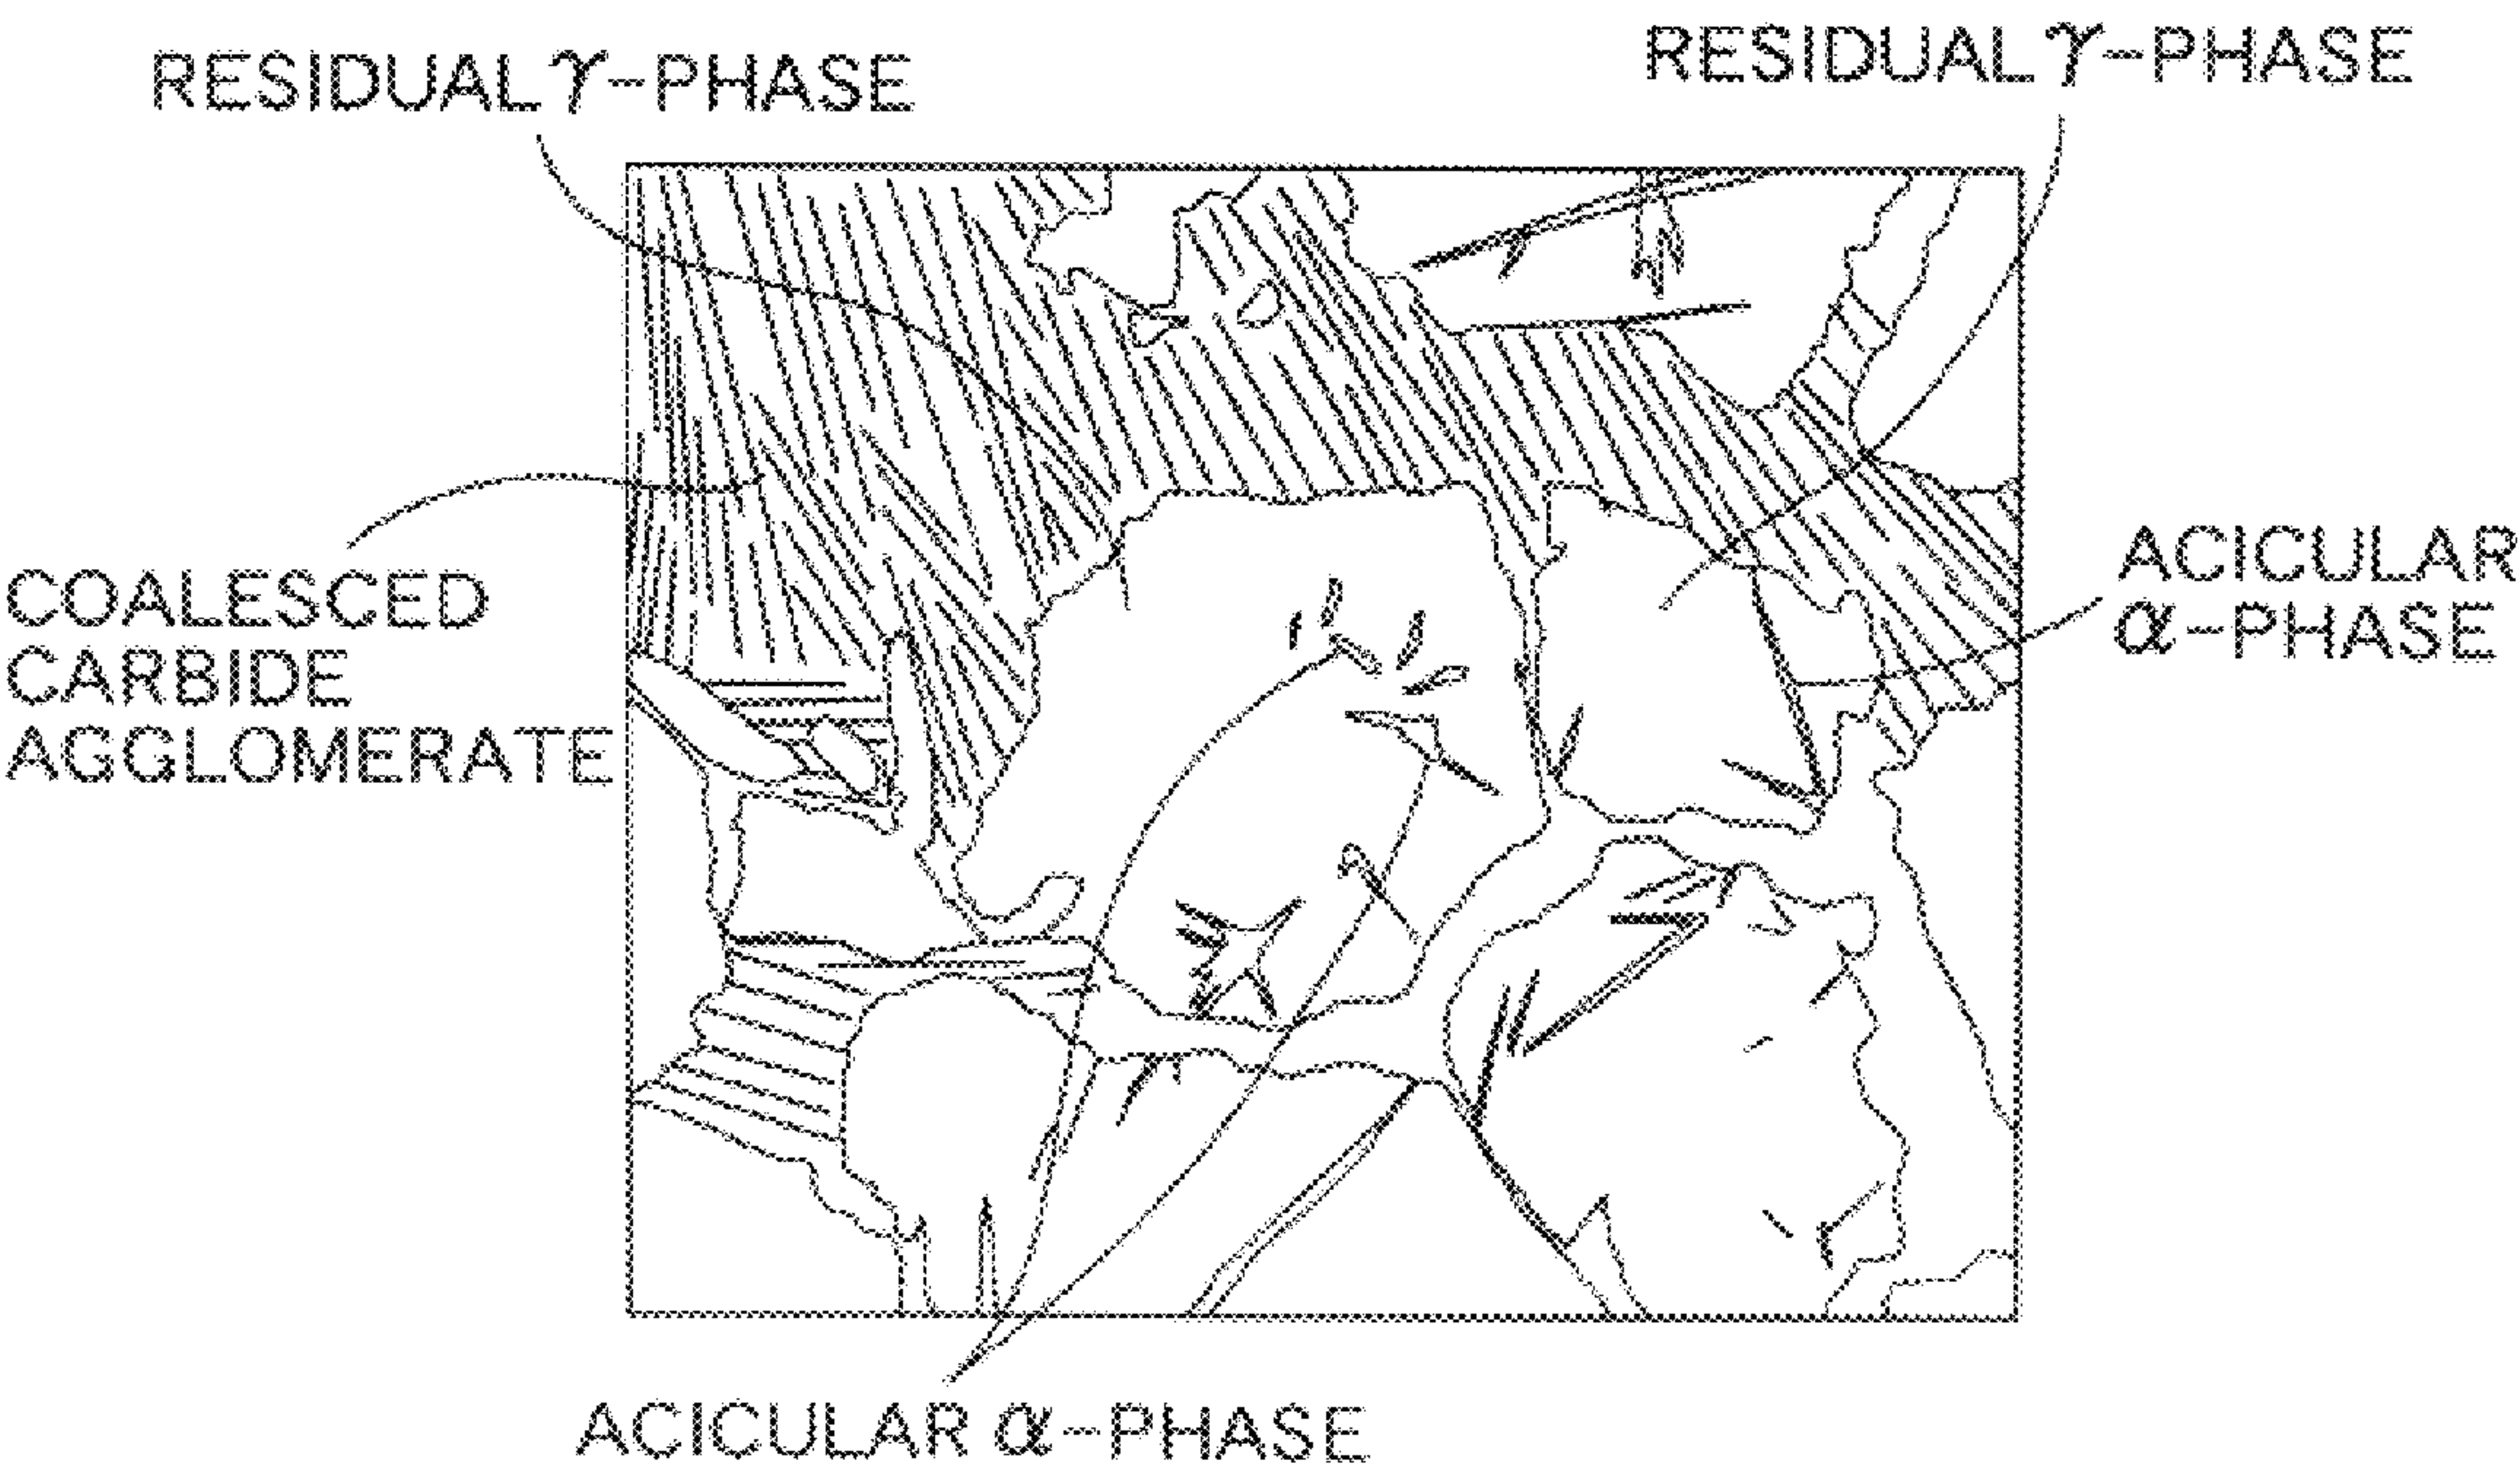 RESIDUAL γ-PHASE
RESIDUAL γ-PHASE
COALESCED
CARBIDE
AGGLOMERATE
ACICULAR
α-PHASE
ACICULAR α-PHASE